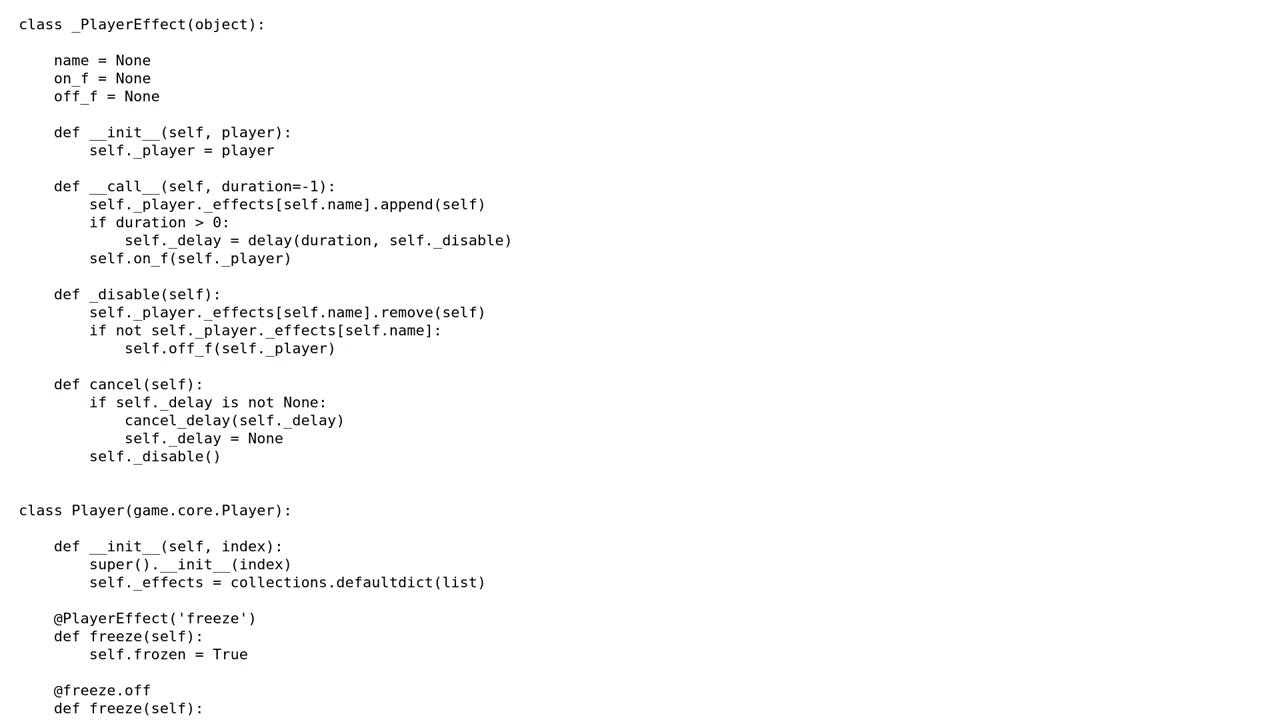 class _PlayerEffect(object):

    name = None
    on_f = None
    off_f = None

    def __init__(self, player):
        self._player = player

    def __call__(self, duration=-1):
        self._player._effects[self.name].append(self)
        if duration > 0:
            self._delay = delay(duration, self._disable)
        self.on_f(self._player)

    def _disable(self):
        self._player._effects[self.name].remove(self)
        if not self._player._effects[self.name]:
            self.off_f(self._player)

    def cancel(self):
        if self._delay is not None:
            cancel_delay(self._delay)
            self._delay = None
        self._disable()


class Player(game.core.Player):

    def __init__(self, index):
        super().__init__(index)
        self._effects = collections.defaultdict(list)

    @PlayerEffect('freeze')
    def freeze(self):
        self.frozen = True

    @freeze.off
    def freeze(self):